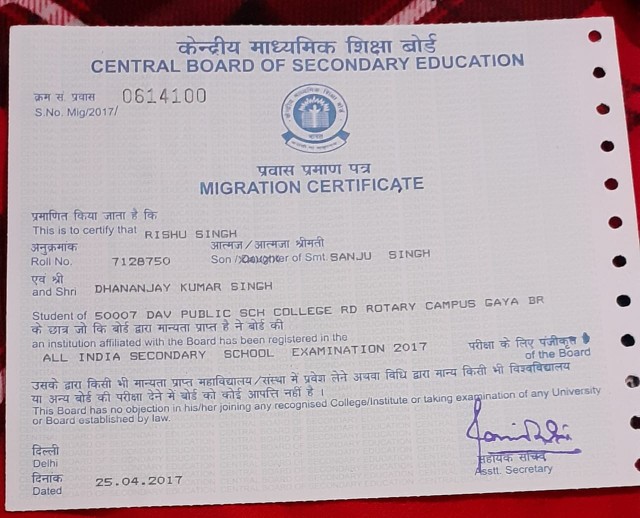 केन्द्रीय माध्यमिक शिक्षा बोर्ड
CENTRAL BOARD OF SECONDARY EDUCATION
क्रम सं. प्रवास 0614100
S.No. Mig/2017/
प्रवास प्रमाण पत्र
MIGRATION CERTIFICATE
प्रमाणित किया जाता है कि
This is to certify that RISHU SINGH
अनुक्रमांक आत्मज/आत्मजा श्रीमती
Roll No. 7128750 Son/Daughter of Smt. SANJU SINGH
एवं श्री
and Shri DHANANJAY KUMAR SINGH
Student of 50007 DAV PUBLIC SCH COLLEGE RD ROTARY CAMPUS GAYA BR
के छात्र जो कि बोर्ड द्वारा मान्यता प्राप्त है ने बोर्ड की
an institution affiliated with the Board has been registered in the परीक्षा के लिए पंजीकृत
ALL INDIA SECONDARY SCHOOL EXAMINATION 2017 of the Board
उसके द्वारा किसी भी मान्यता प्राप्त महाविद्यालय/संस्था में प्रवेश लेने अथवा विधि द्वारा मान्य किसी भी विश्वविद्यालय
या अन्य बोर्ड की परीक्षा देने में बोर्ड को कोई आपत्ति नहीं है ।
This Board has no objection in his/her joining any recognised College/Institute or taking examination of any University
or Board established by law.
दिल्ली
Delhi सहायक सचिव
दिनांक Asstt. Secretary
Dated 25.04.2017